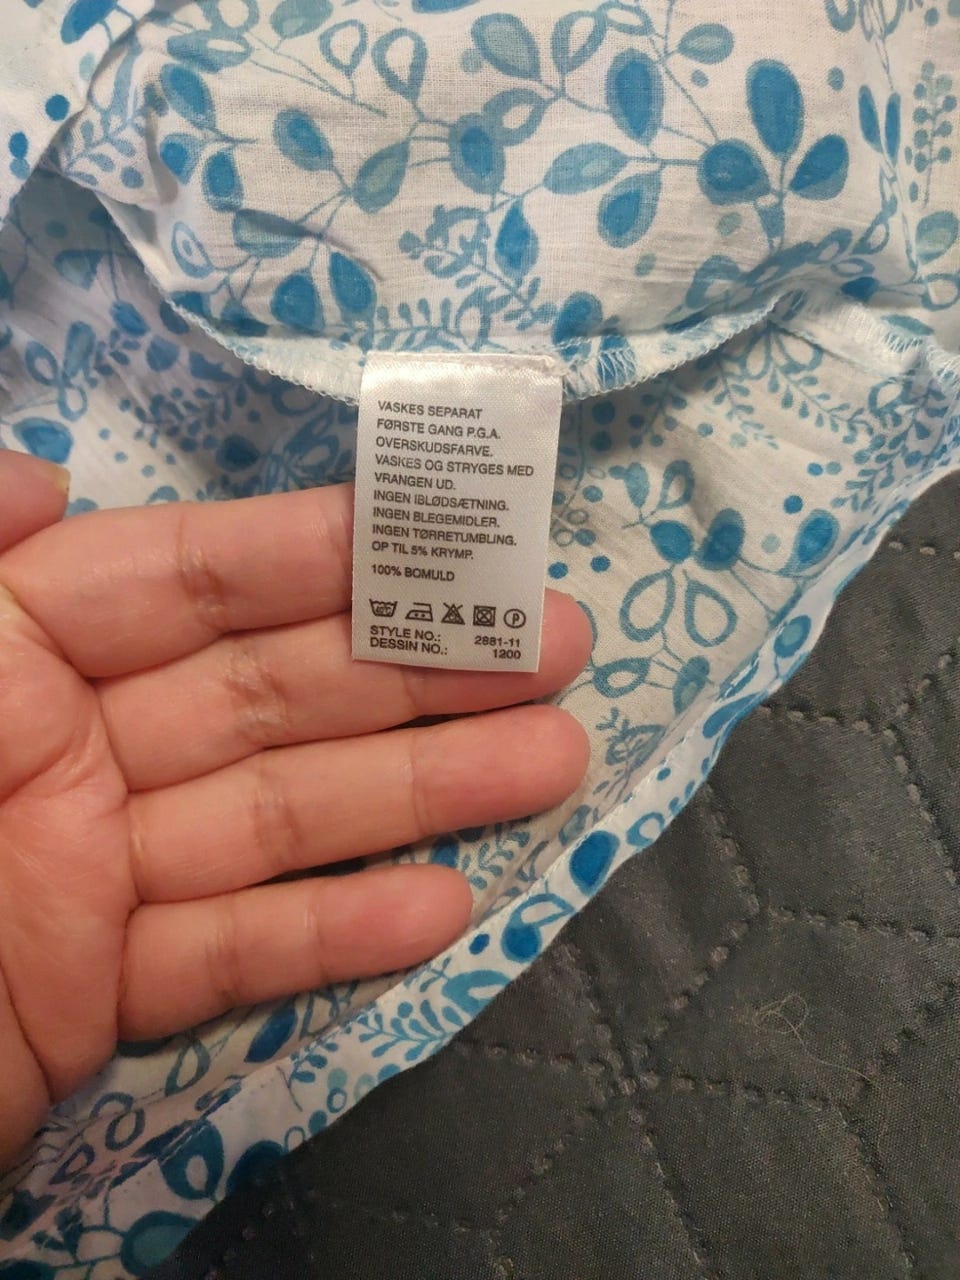 VASKES SEPARAT
FØRSTE GANG P.G.A.
OVERSKUDSFARVE.
VASKES OG STRYGES MED
VRANGEN UD.
INGEN IBLØDSÆTNING.
INGEN BLEGEMIDLER.
INGEN TØRRETUMBLING.
OP TIL 5% KRYMP.
100% BOMULD
P
STYLE NO.: 2881-11
DESSIN NO.: 1200